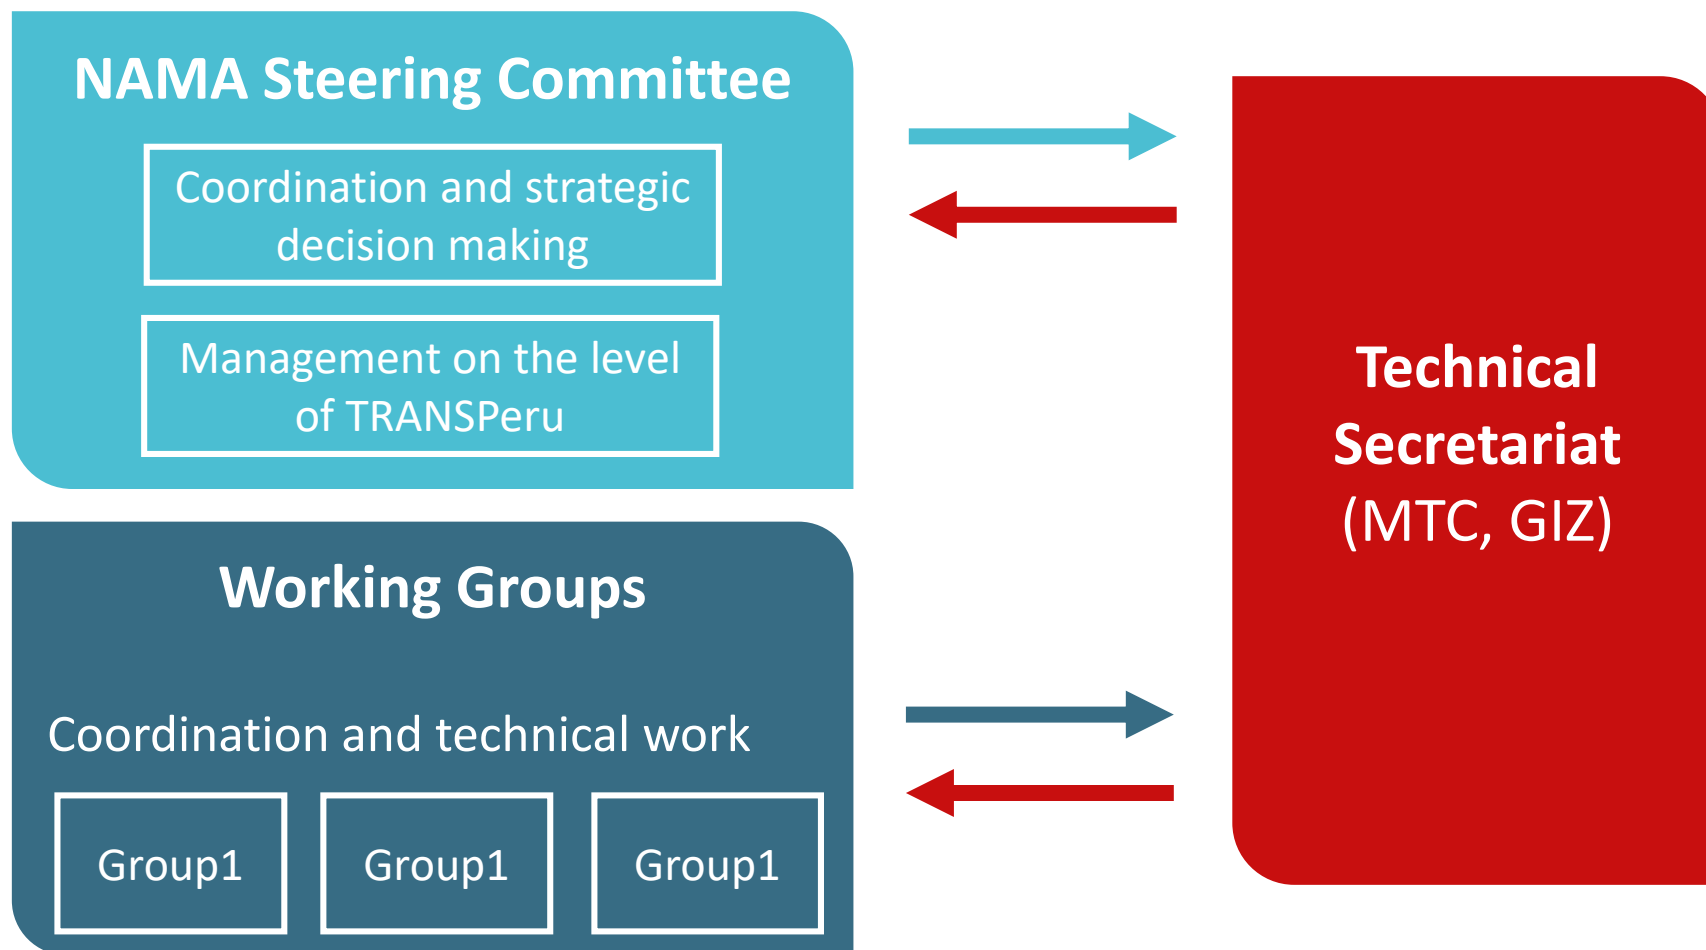 NAMA Steering Committee
Coordination and strategic
decision making
Management on the level
of TRANSPeru
Working Groups
Coordination and technical work
Group1
Group1
Group1
Technical
Secretariat
(MTC, GIZ)